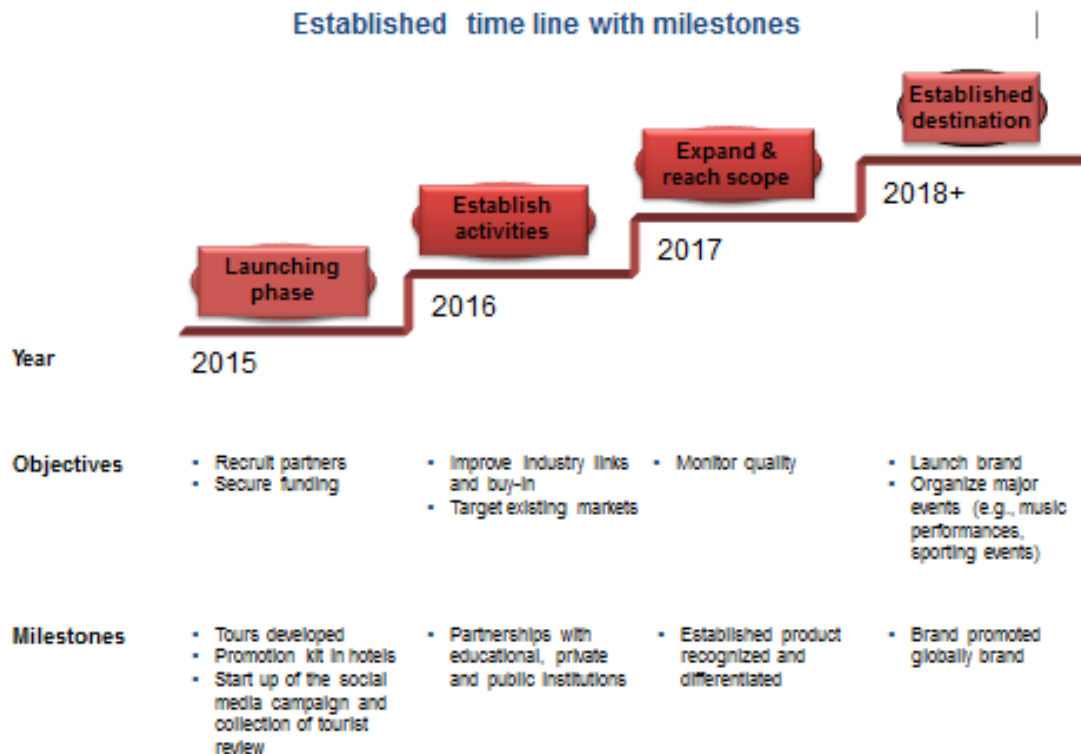 Established time line with milestones
Established
destination
Expand &
reach scope
2018+
Establish
activities
2017
Launching
phase
2016
Year
2015
Objectives
▪ Recruit partners
▪ Secure funding
▪ Improve industry links
and buy-in
▪ Target existing markets
▪ Monitor quality
▪ Launch brand
▪ Organize major
events (e.g., music
performances,
sporting events)
Milestones
▪ Tours developed
▪ Promotion kit in hotels
▪ Start up of the social
media campaign and
collection of tourist
review
▪ Partnerships with
educational, private
and public institutions
▪ Established product
recognized and
differentiated
▪ Brand promoted
globally brand